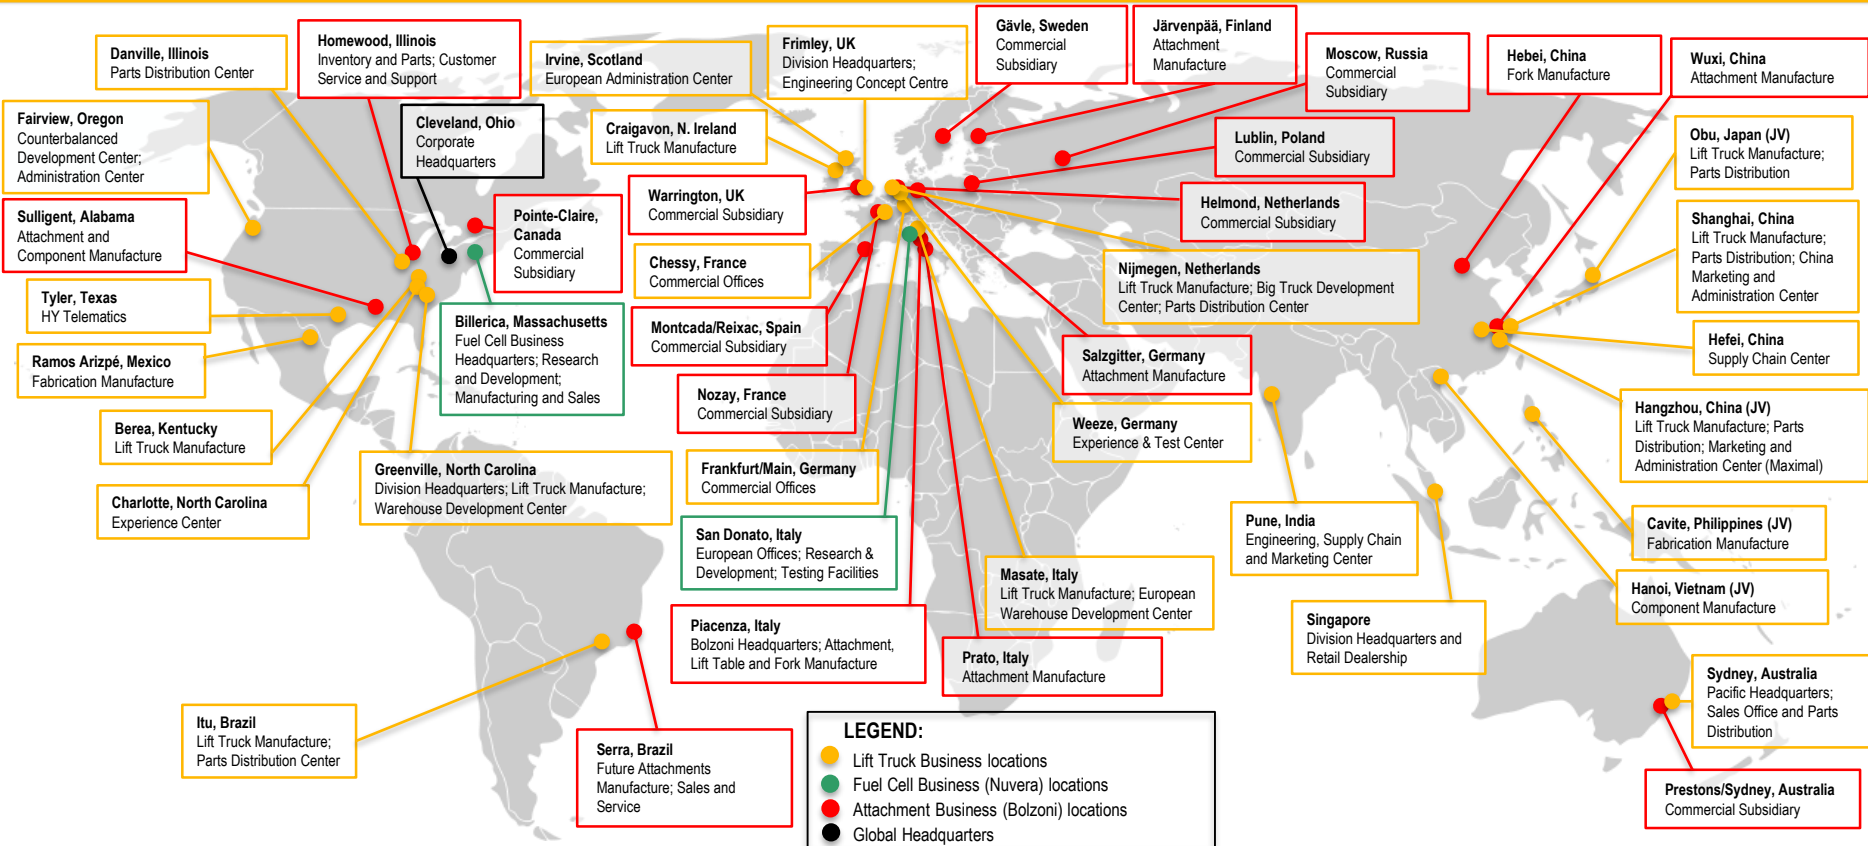 Danville, Illinois
Parts Distribution Center
Homewood, Illinois
Inventory and Parts; Customer
Service and Support
Irvine, Scotland
European Administration Center
Frimley, UK
Division Headquarters;
Engineering Concept Centre
Gävle, Sweden
Commercial
Subsidiary
Järvenpää, Finland
Attachment
Manufacture
Moscow, Russia
Commercial
Subsidiary
Hebei, China
Fork Manufacture
Wuxi, China
Attachment Manufacture
Fairview, Oregon
Counterbalanced
Development Center;
Administration Center
Cleveland, Ohio
Corporate
Headquarters
Craigavon, N. Ireland
Lift Truck Manufacture
Lublin, Poland
Commercial Subsidiary
Obu, Japan (JV)
Lift Truck Manufacture;
Parts Distribution
Sulligent, Alabama
Attachment and
Component Manufacture
Pointe-Claire,
Canada
Commercial
Subsidiary
Warrington, UK
Commercial Subsidiary
Helmond, Netherlands
Commercial Subsidiary
Shanghai, China
Lift Truck Manufacture;
Parts Distribution; China
Marketing and
Administration Center
Chessy, France
Commercial Offices
Nijmegen, Netherlands
Lift Truck Manufacture; Big Truck Development
Center; Parts Distribution Center
Tyler, Texas
HY Telematics
Billerica, Massachusetts
Fuel Cell Business
Headquarters; Research
and Development;
Manufacturing and Sales
Montcada/Reixac, Spain
Commercial Subsidiary
Salzgitter, Germany
Attachment Manufacture
Hefei, China
Supply Chain Center
Ramos Arizpé, Mexico
Fabrication Manufacture
Nozay, France
Commercial Subsidiary
Weeze, Germany
Experience & Test Center
Hangzhou, China (JV)
Lift Truck Manufacture; Parts
Distribution; Marketing and
Administration Center (Maximal)
Berea, Kentucky
Lift Truck Manufacture
Greenville, North Carolina
Division Headquarters; Lift Truck Manufacture;
Warehouse Development Center
Frankfurt/Main, Germany
Commercial Offices
Charlotte, North Carolina
Experience Center
San Donato, Italy
European Offices; Research &
Development; Testing Facilities
Pune, India
Engineering, Supply Chain
and Marketing Center
Cavite, Philippines (JV)
Fabrication Manufacture
Masate, Italy
Lift Truck Manufacture; European
Warehouse Development Center
Hanoi, Vietnam (JV)
Component Manufacture
Piacenza, Italy
Bolzoni Headquarters; Attachment,
Lift Table and Fork Manufacture
Prato, Italy
Attachment Manufacture
Singapore
Division Headquarters and
Retail Dealership
Sydney, Australia
Pacific Headquarters;
Sales Office and Parts
Distribution
Itu, Brazil
Lift Truck Manufacture;
Parts Distribution Center
Serra, Brazil
Future Attachments
Manufacture; Sales and
Service
Prestons/Sydney, Australia
Commercial Subsidiary
LEGEND:
Lift Truck Business locations
Fuel Cell Business (Nuvera) locations
Attachment Business (Bolzoni) locations
Global Headquarters